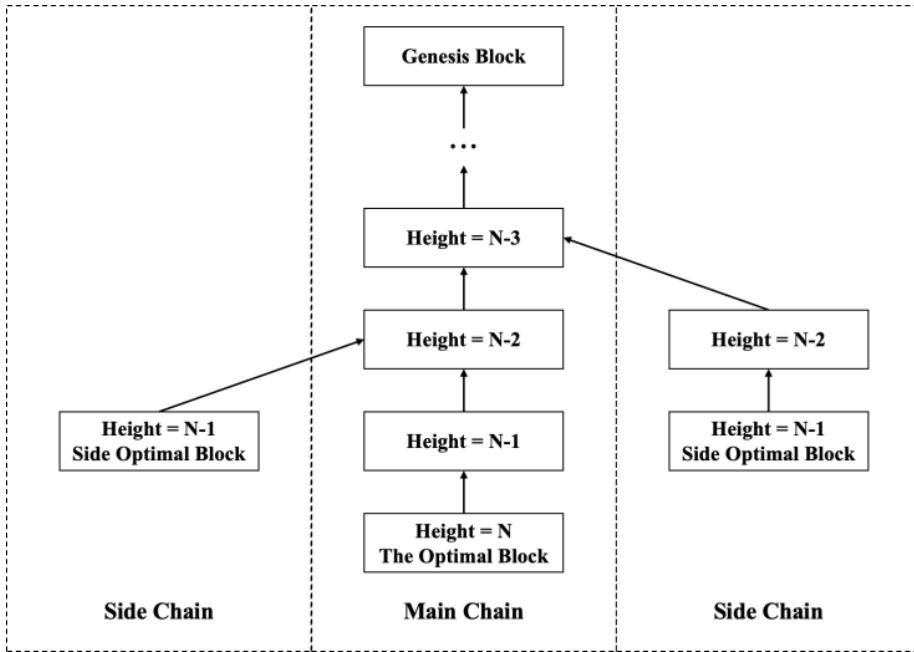 Genesis Block
...
Height = N-3
Height = N-2
Height = N-2
Height = N-1
Side Optimal Block
Height = N-1
Height = N-1
Side Optimal Block
Height = N
The Optimal Block
Side Chain
Main Chain
Side Chain